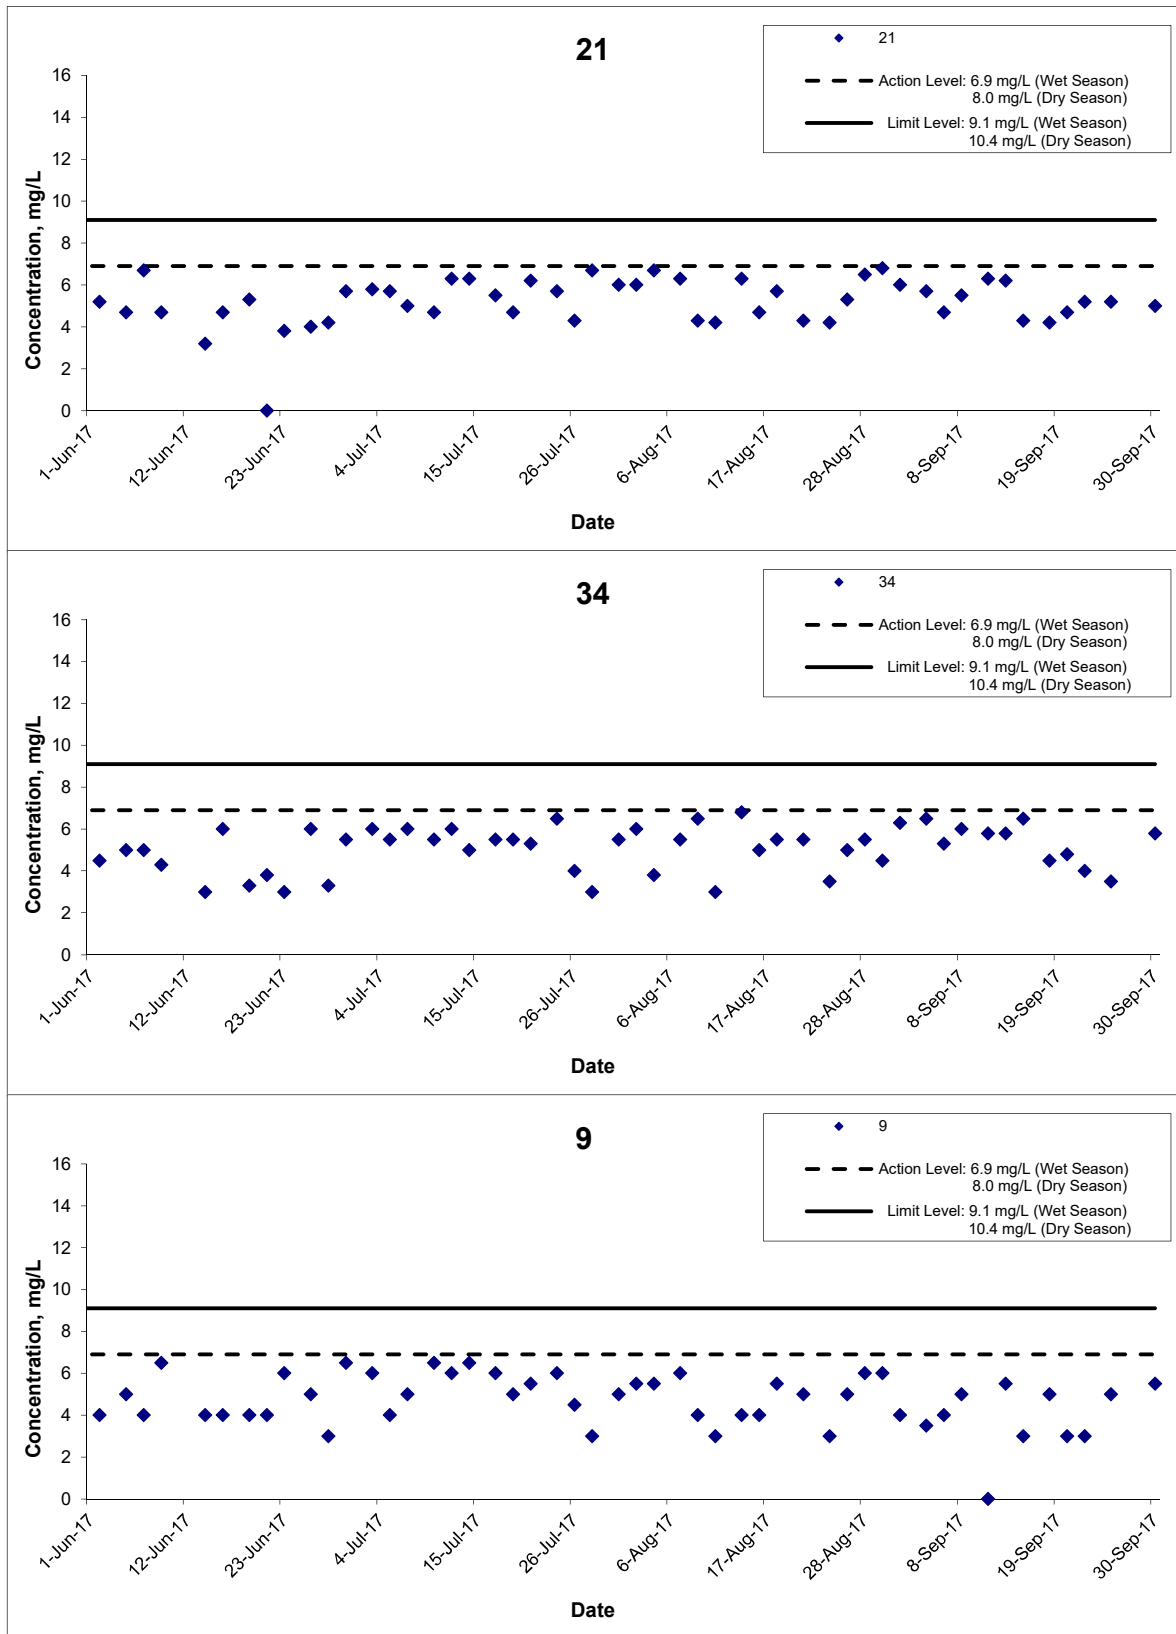 21
21
Action Level: 6.9 mg/L (Wet Season)
8.0 mg/L (Dry Season)
Limit Level: 9.1 mg/L (Wet Season)
10.4 mg/L (Dry Season)
Concentration, mg/L
16
14
12
10
8
6
4
2
0
1-Jun-17
12-Jun-17
23-Jun-17
4-Jul-17
15-Jul-17
26-Jul-17
6-Aug-17
17-Aug-17
28-Aug-17
8-Sep-17
19-Sep-17
30-Sep-17
Date
34
34
Action Level: 6.9 mg/L (Wet Season)
8.0 mg/L (Dry Season)
Limit Level: 9.1 mg/L (Wet Season)
10.4 mg/L (Dry Season)
Concentration, mg/L
16
14
12
10
8
6
4
2
0
1-Jun-17
12-Jun-17
23-Jun-17
4-Jul-17
15-Jul-17
26-Jul-17
6-Aug-17
17-Aug-17
28-Aug-17
8-Sep-17
19-Sep-17
30-Sep-17
Date
9
9
Action Level: 6.9 mg/L (Wet Season)
8.0 mg/L (Dry Season)
Limit Level: 9.1 mg/L (Wet Season)
10.4 mg/L (Dry Season)
Concentration, mg/L
16
14
12
10
8
6
4
2
0
1-Jun-17
12-Jun-17
23-Jun-17
4-Jul-17
15-Jul-17
26-Jul-17
6-Aug-17
17-Aug-17
28-Aug-17
8-Sep-17
19-Sep-17
30-Sep-17
Date